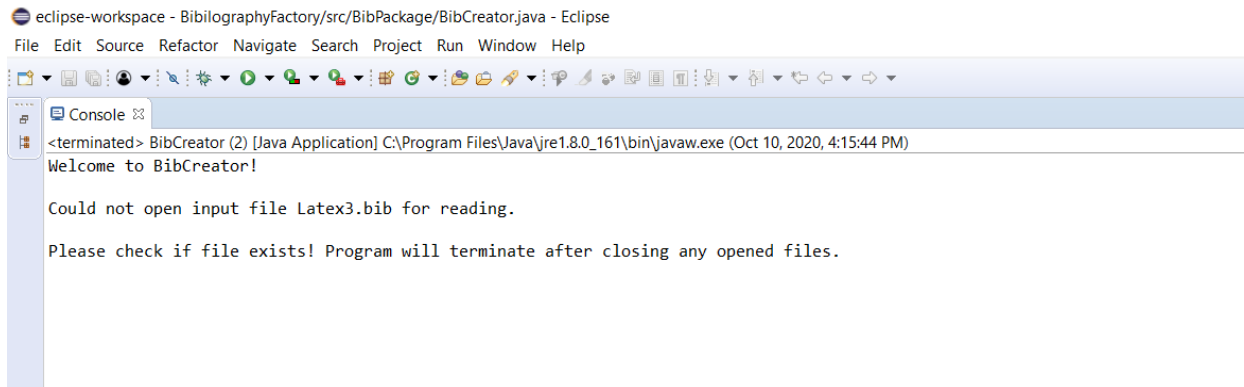 eclipse-workspace - BibilographyFactory/src/BibPackage/BibCreator.java - Eclipse
File Edit Source Refactor Navigate Search Project Run Window Help
Console
<terminated> BibCreator (2) [Java Application] C:\Program Files\Java\jre1.8.0_161\bin\javaw.exe (Oct 10, 2020, 4:15:44 PM)
Welcome to BibCreator!
Could not open input file Latex3.bib for reading.
Please check if file exists! Program will terminate after closing any opened files.